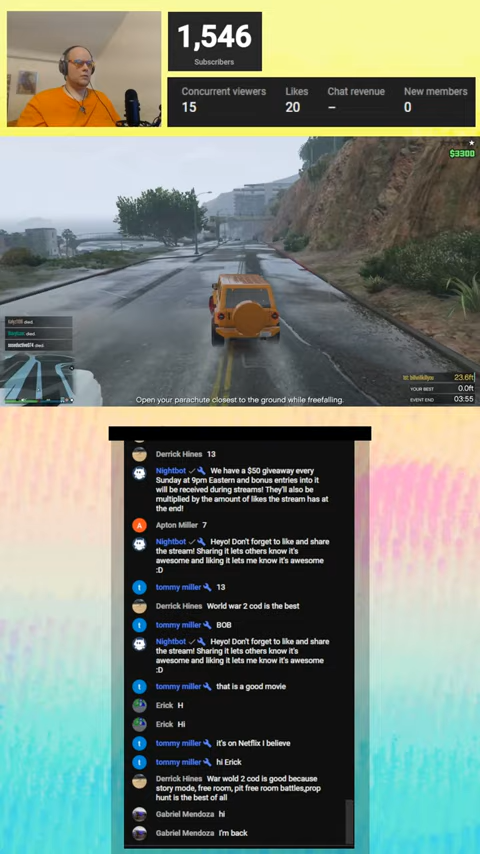 1,546
Subscribers
Concurrent viewers
15
Likes
20
Chat revenue
–
New members
0
$3300
died.
died.
died.
23.6ft
YOUR BEST
0.0ft
EVENT END
03:55
Open your parachute closest to the ground while freefalling.
Derrick Hines 13
Nightbot We have a $50 giveaway every
Sunday at 9pm Eastern and bonus entries into it
will be received during streams! They'll also be
multiplied by the amount of likes the stream has at
the end!
A Apton Miller 7
Nightbot Heyo! Don't forget to like and share
the stream! Sharing it lets others know it's
awesome and liking it lets me know it's awesome
:D
t tommy miller 13
Derrick Hines World war 2 cod is the best
t tommy miller BOB
Nightbot Heyo! Don't forget to like and share
the stream! Sharing it lets others know it's
awesome and liking it lets me know it's awesome
:D
t tommy miller that is a good movie
Erick H
Erick Hi
t tommy miller it's on Netflix I believe
t tommy miller hi Erick
Derrick Hines War wold 2 cod is good because
story mode, free room, pit free room battles,prop
hunt is the best of all
Gabriel Mendoza hi
Gabriel Mendoza I'm back